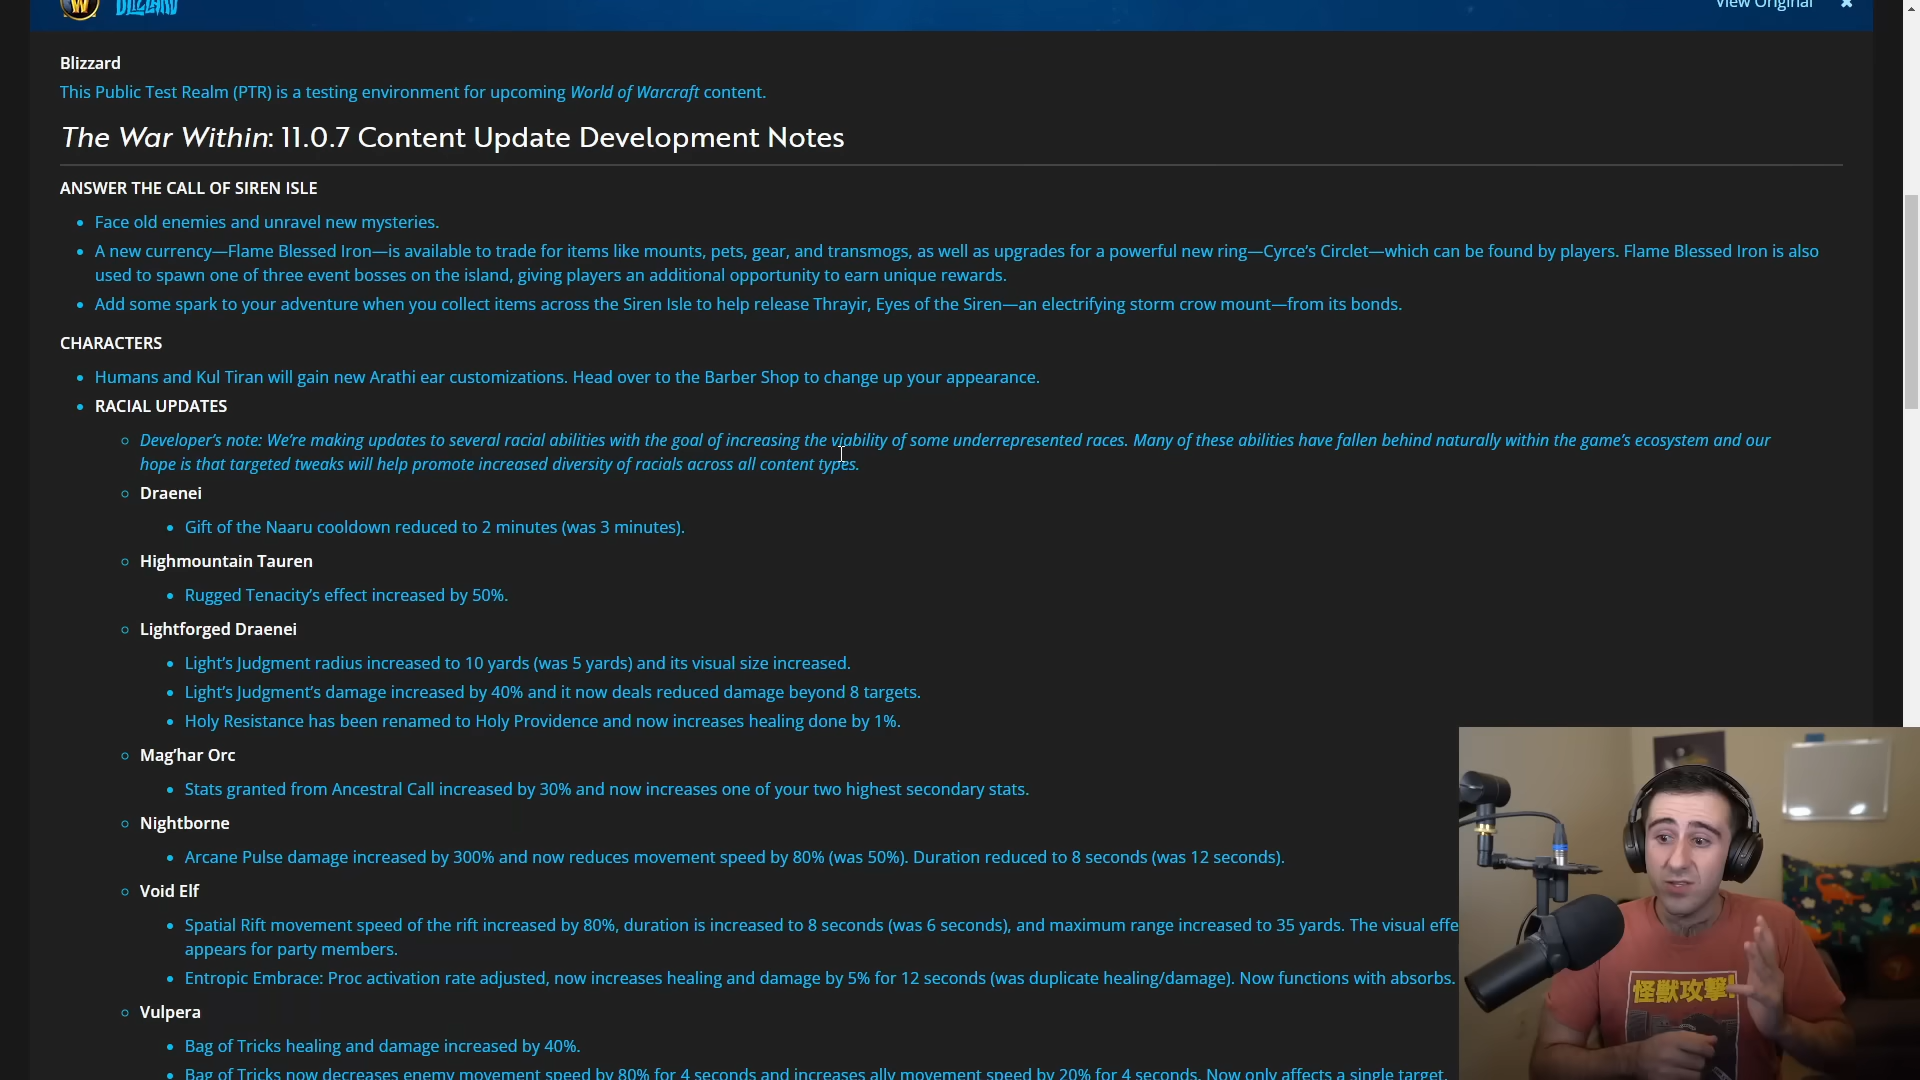 BLIZZARD
View Original
Blizzard
This Public Test Realm (PTR) is a testing environment for upcoming World of Warcraft content.
The War Within: 11.0.7 Content Update Development Notes
ANSWER THE CALL OF SIREN ISLE
Face old enemies and unravel new mysteries.
A new currency—Flame Blessed Iron—is available to trade for items like mounts, pets, gear, and transmogs, as well as upgrades for a powerful new ring—Cyrce's Circlet—which can be found by players. Flame Blessed Iron is also
used to spawn one of three event bosses on the island, giving players an additional opportunity to earn unique rewards.
Add some spark to your adventure when you collect items across the Siren Isle to help release Thrayir, Eyes of the Siren—an electrifying storm crow mount—from its bonds.
CHARACTERS
Humans and Kul Tiran will gain new Arathi ear customizations. Head over to the Barber Shop to change up your appearance.
RACIAL UPDATES
Developer's note: We're making updates to several racial abilities with the goal of increasing the viability of some underrepresented races. Many of these abilities have fallen behind naturally within the game's ecosystem and our
hope is that targeted tweaks will help promote increased diversity of racials across all content types.
Draenei
Gift of the Naaru cooldown reduced to 2 minutes (was 3 minutes).
Highmountain Tauren
Rugged Tenacity's effect increased by 50%.
Lightforged Draenei
Light's Judgment radius increased to 10 yards (was 5 yards) and its visual size increased.
Light's Judgment's damage increased by 40% and it now deals reduced damage beyond 8 targets.
Holy Resistance has been renamed to Holy Providence and now increases healing done by 1%.
Mag'har Orc
Stats granted from Ancestral Call increased by 30% and now increases one of your two highest secondary stats.
Nightborne
Arcane Pulse damage increased by 300% and now reduces movement speed by 80% (was 50%). Duration reduced to 8 seconds (was 12 seconds).
Void Elf
Spatial Rift movement speed of the rift increased by 80%, duration is increased to 8 seconds (was 6 seconds), and maximum range increased to 35 yards. The visual effe
appears for party members.
Entropic Embrace: Proc activation rate adjusted, now increases healing and damage by 5% for 12 seconds (was duplicate healing/damage). Now functions with absorbs.
Vulpera
Bag of Tricks healing and damage increased by 40%.
Bag of Tricks now decreases enemy movement speed by 80% for 4 seconds and increases ally movement speed by 20% for 4 seconds. Now only affects a single target.
怪獣攻撃!